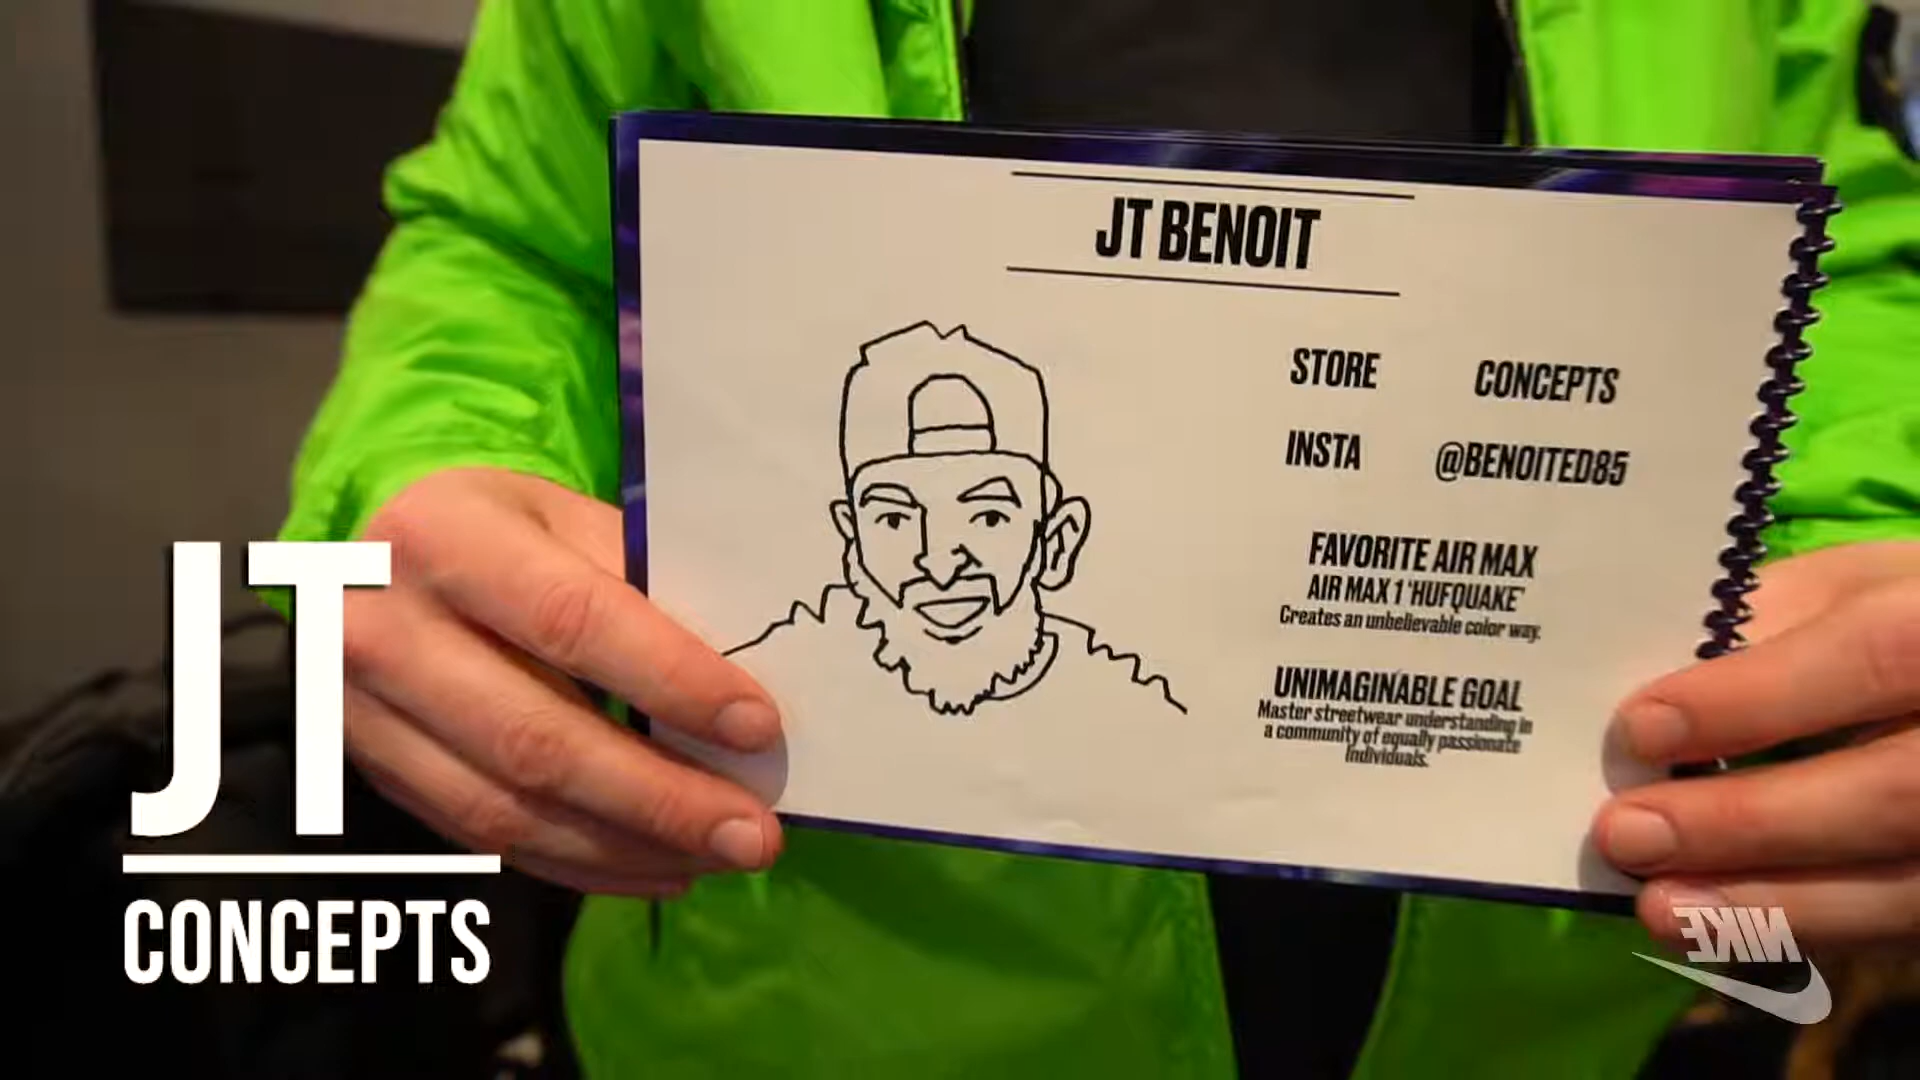 JT BENOIT
STORE CONCEPTS
INSTA @BENOITED85
FAVORITE AIR MAX
AIR MAX 1 'HUFQUAKE'
Creates an unbelievable color way.
UNIMAGINABLE GOAL
Master streetwear understanding in
a community of equally passionate
Individuals.
JT
CONCEPTS
NIKE